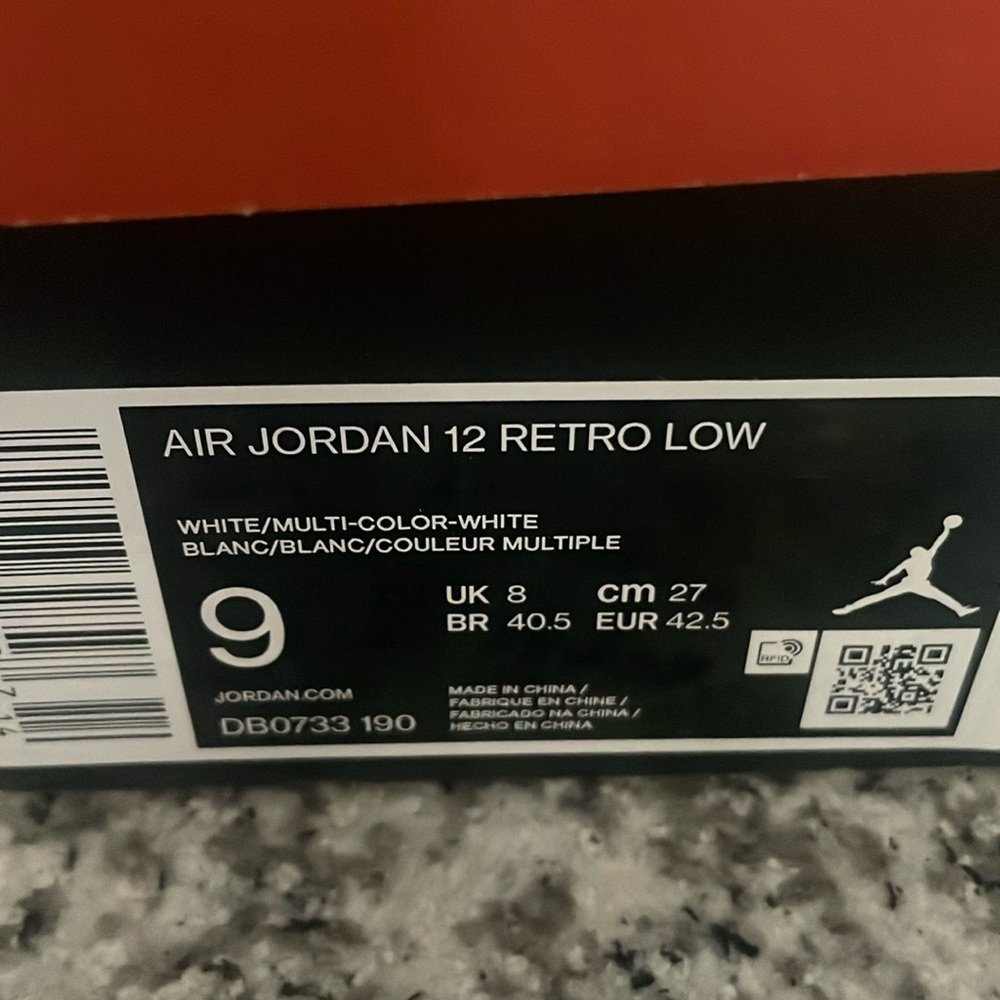 AIR JORDAN 12 RETRO LOW
WHITE/MULTI-COLOR-WHITE
BLANC/BLANC/COULEUR MULTIPLE
9
UK 8 cm 27
BR 40.5 EUR 42.5
RFID
JORDAN.COM
DB0733 190
MADE IN CHINA /
FABRIQUE EN CHINE /
FABRICADO NA CHINA /
HECHO EN CHINA